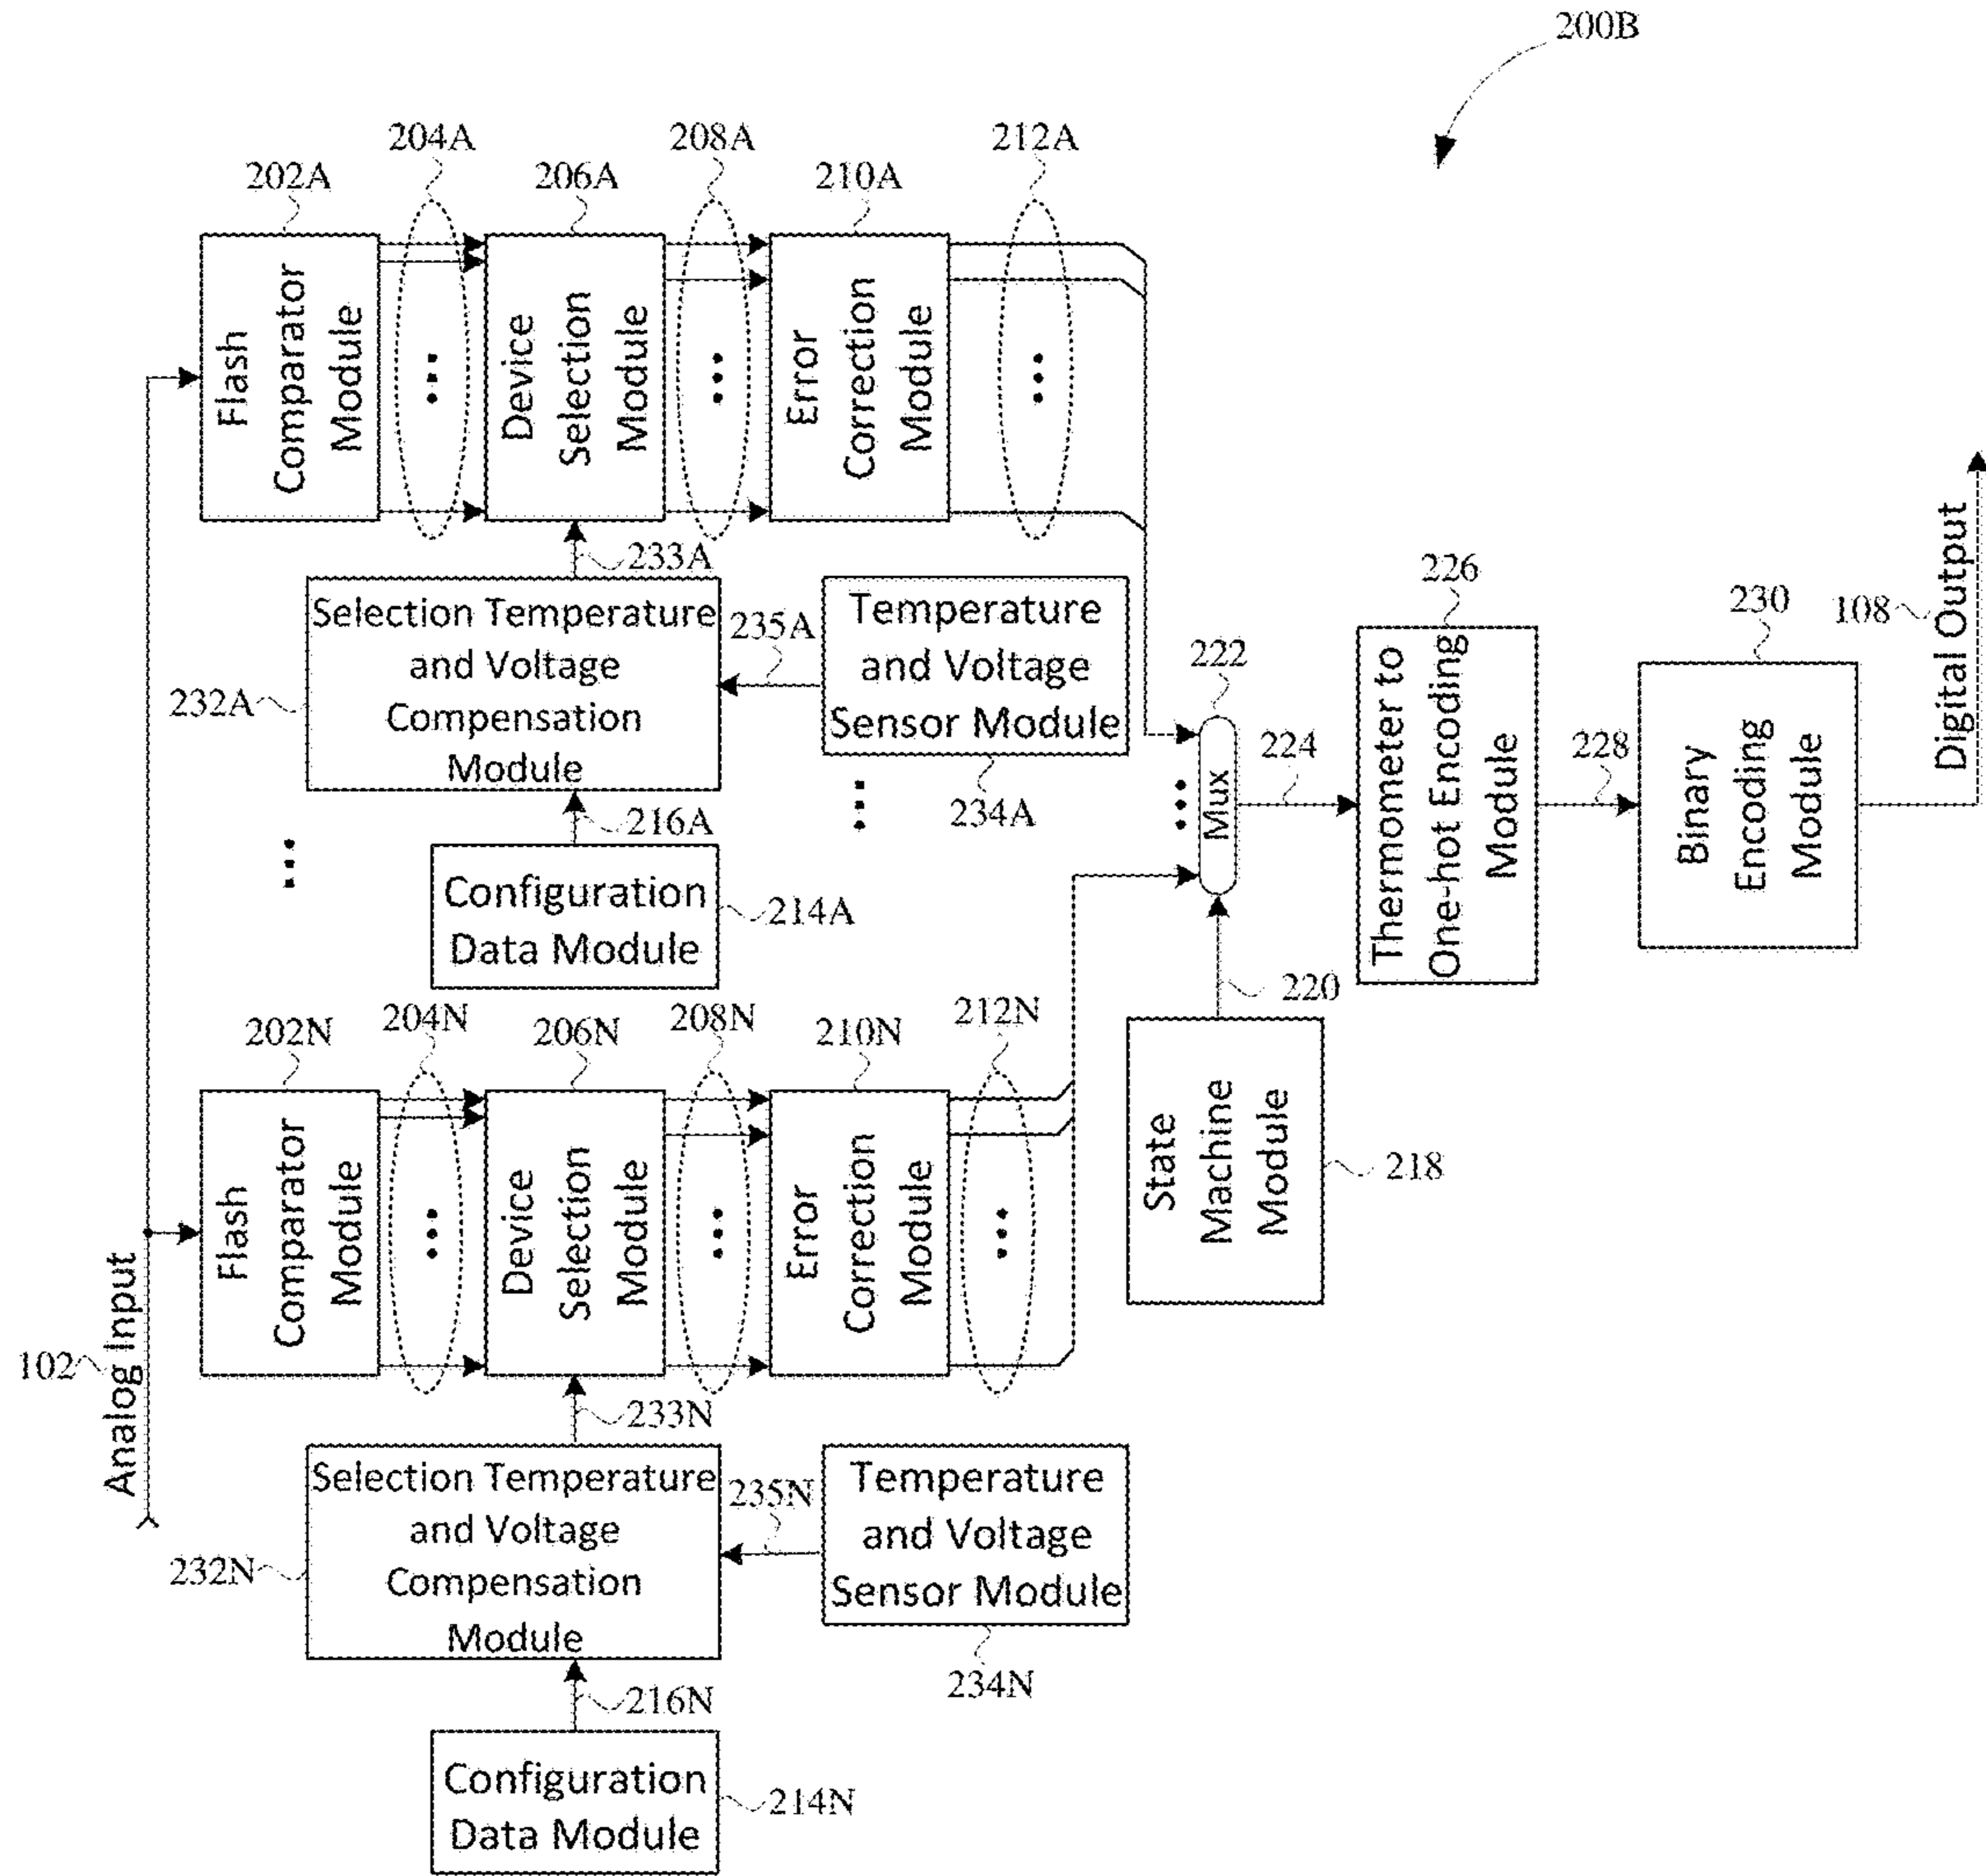 200B
204A
208A
212A
202A
206A
210A
Flash
Comparator
Module
Device
Selection
Module
Error
Correction
Module
233A
Selection Temperature
and Voltage
Compensation
Module
232A
235A
Temperature
and Voltage
Sensor Module
234A
216A
Configuration
Data Module
214A
222
Mux
224
226
Thermometer to
One-hot Encoding
Module
228
230
Binary
Encoding
Module
108
Digital Output
220
State
Machine
Module
218
204N
208N
212N
202N
206N
210N
Flash
Comparator
Module
Device
Selection
Module
Error
Correction
Module
102
Analog Input
233N
Selection Temperature
and Voltage
Compensation
Module
232N
235N
Temperature
and Voltage
Sensor Module
234N
216N
Configuration
Data Module
214N